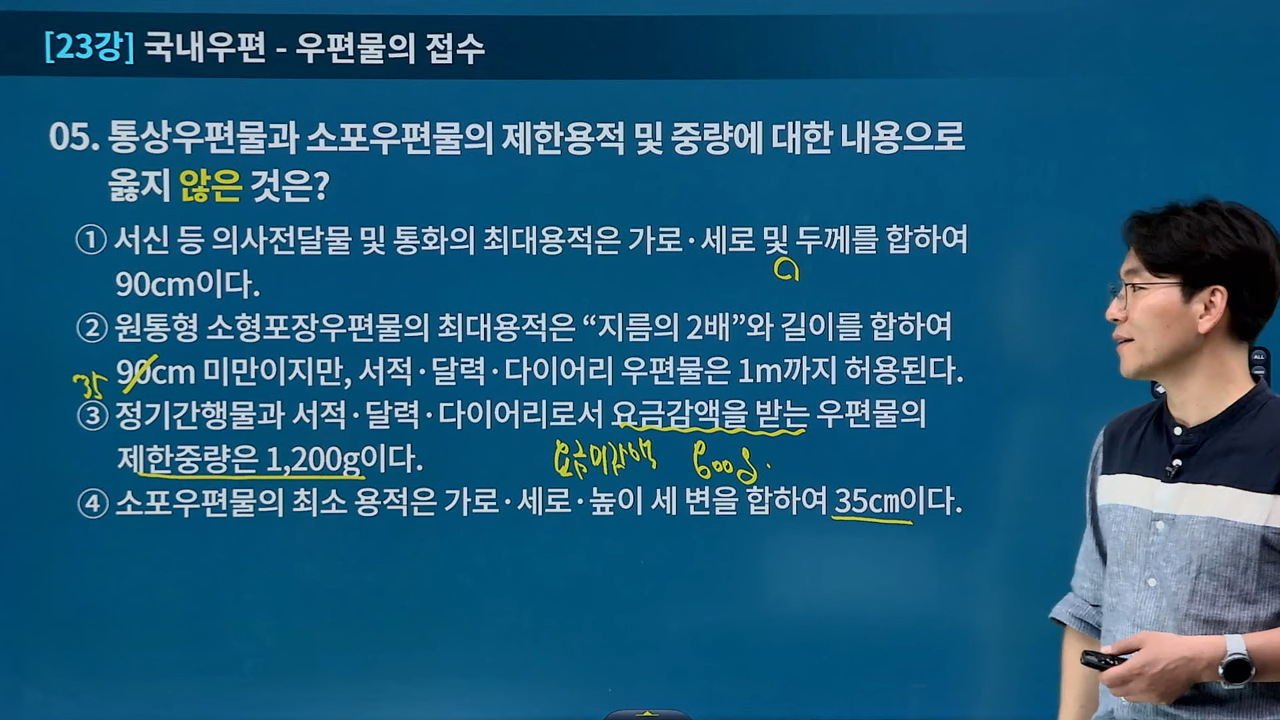 [23강] 국내우편 - 우편물의 접수
05. 통상우편물과 소포우편물의 제한용적 및 중량에 대한 내용으로
옳지 않은 것은?
① 서신 등 의사전달물 및 통화의 최대용적은 가로·세로 및 두께를 합하여
90cm이다.
② 원통형 소형포장우편물의 최대용적은 “지름의 2배”와 길이를 합하여
90cm 미만이지만, 서적·달력·다이어리 우편물은 1m까지 허용된다.
35
③ 정기간행물과 서적·달력·다이어리로서 요금감액을 받는 우편물의
제한중량은 1,200g이다.
800g.
④ 소포우편물의 최소 용적은 가로·세로·높이 세 변을 합하여 35cm이다.
ALL